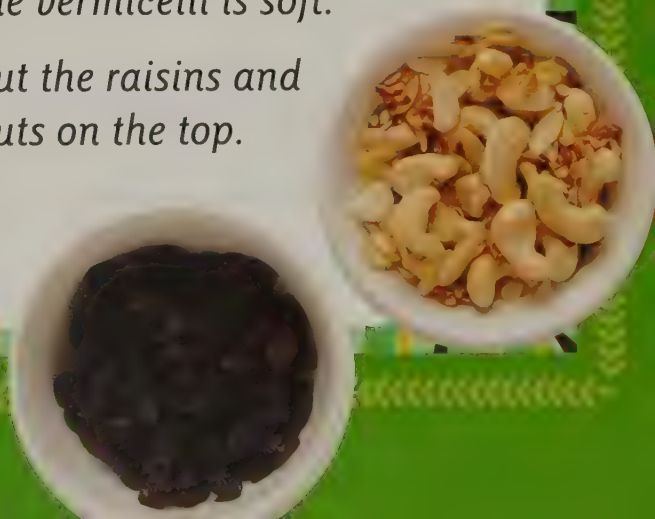 vermicelli is soft.
the raisins and
on the top.